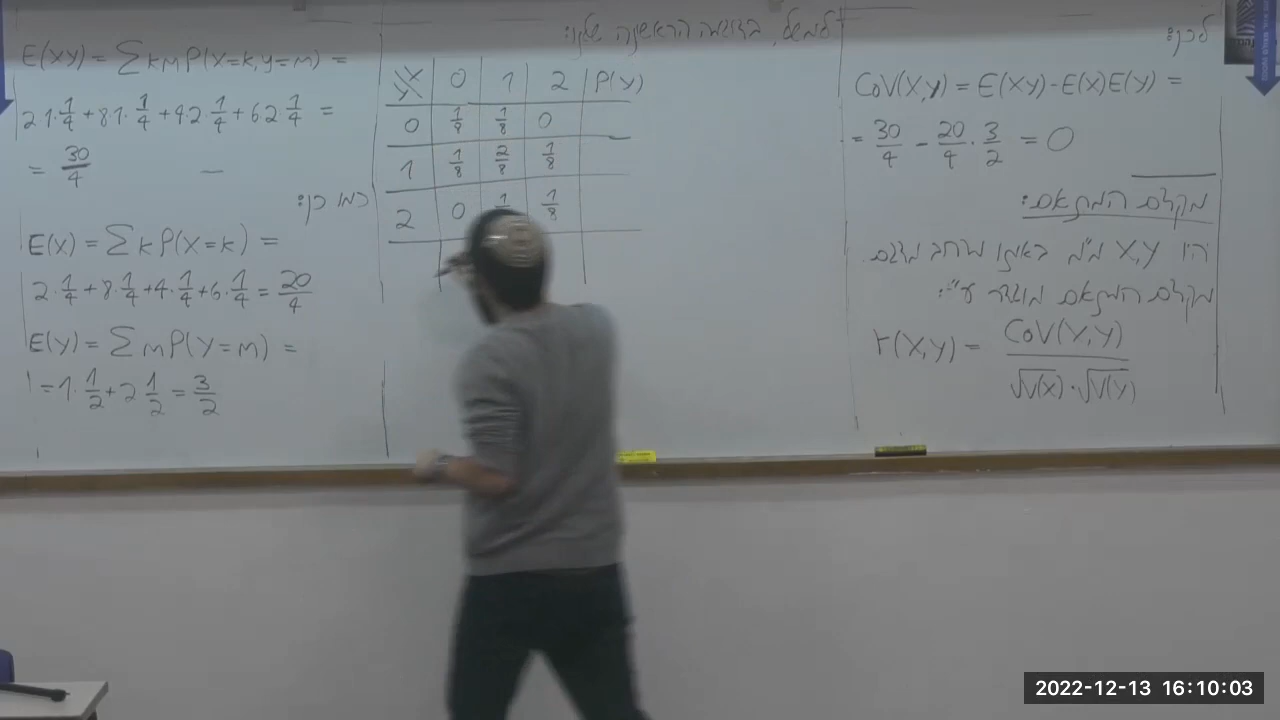 לכן:
COV(X,Y) = E(XY)-E(X)E(Y) =
= 30/4 - 20/4 · 3/2 = 0
מקדם המתאם:
יהיו X,Y מ"מ באותו מרחב מדגם.
מקדם המתאם מוגדר ע"י:
r(X,Y) = COV(X,Y) / √V(X) · √V(Y)
למשל, בדוגמה הראשונה שלנו:
X 0 1 2 P(Y)
Y
0 1/8 1/8 0
1 1/8 2/8 1/8
2 0 1 1/8
E(XY) = ∑km P(X=k, Y=m) =
2·1·1/4 + 8·1·1/4 + 4·2·1/4 + 6·2·1/4 =
= 30/4
כמו כן:
E(X) = ∑k P(X=k) =
2·1/4 + 8·1/4 + 4·1/4 + 6·1/4 = 20/4
E(Y) = ∑m P(Y=m) =
= 1·1/2 + 2·1/2 = 3/2
2022-12-13 16:10:03